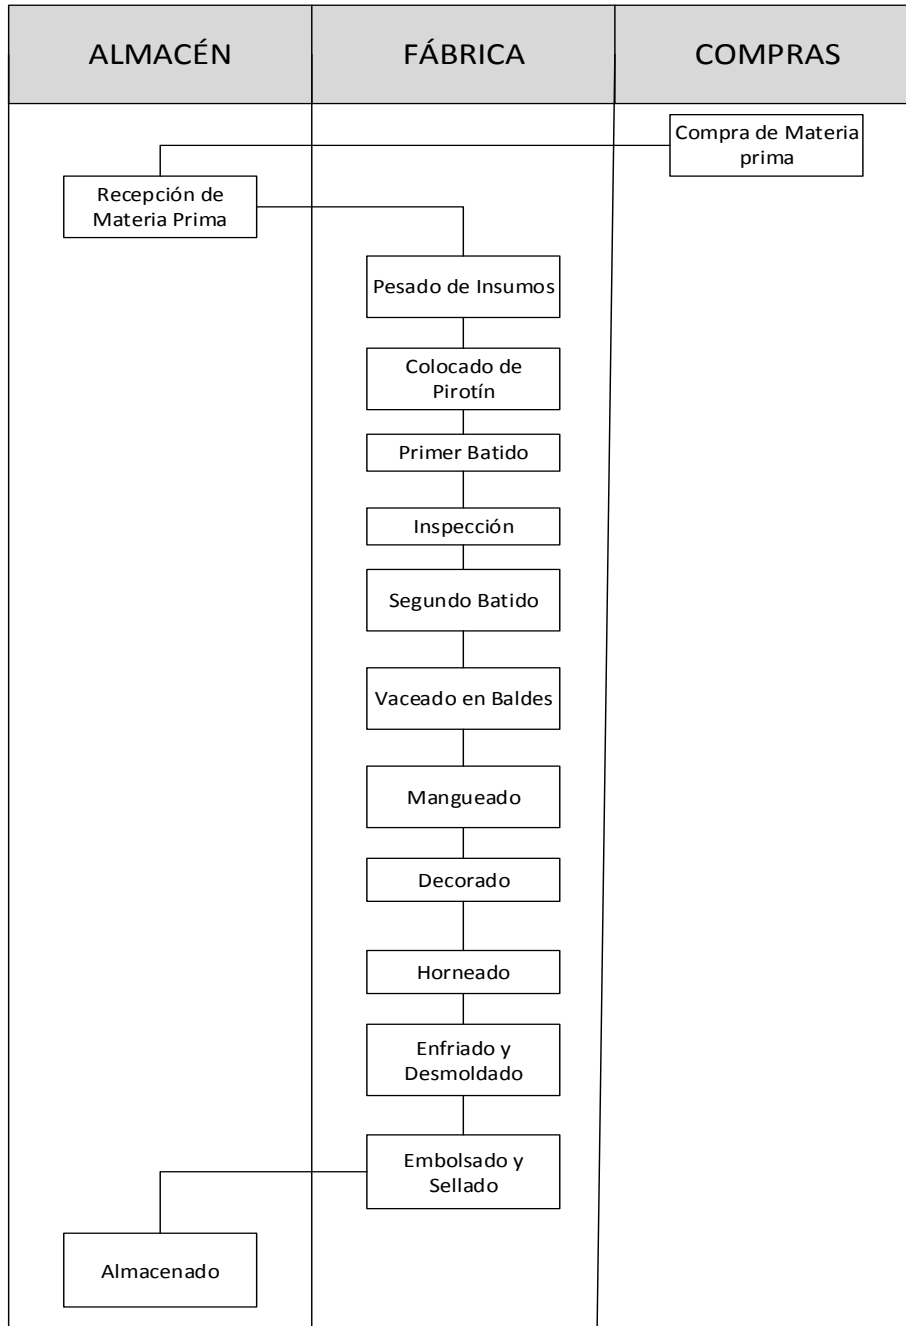 ALMACÉN
FÁBRICA
COMPRAS
Compra de Materia
prima
Recepción de
Materia Prima
Pesado de Insumos
Colocado de
Pirotín
Primer Batido
Inspección
Segundo Batido
Vaceado en Baldes
Mangueado
Decorado
Horneado
Enfriado y
Desmoldado
Embolsado y
Sellado
Almacenado